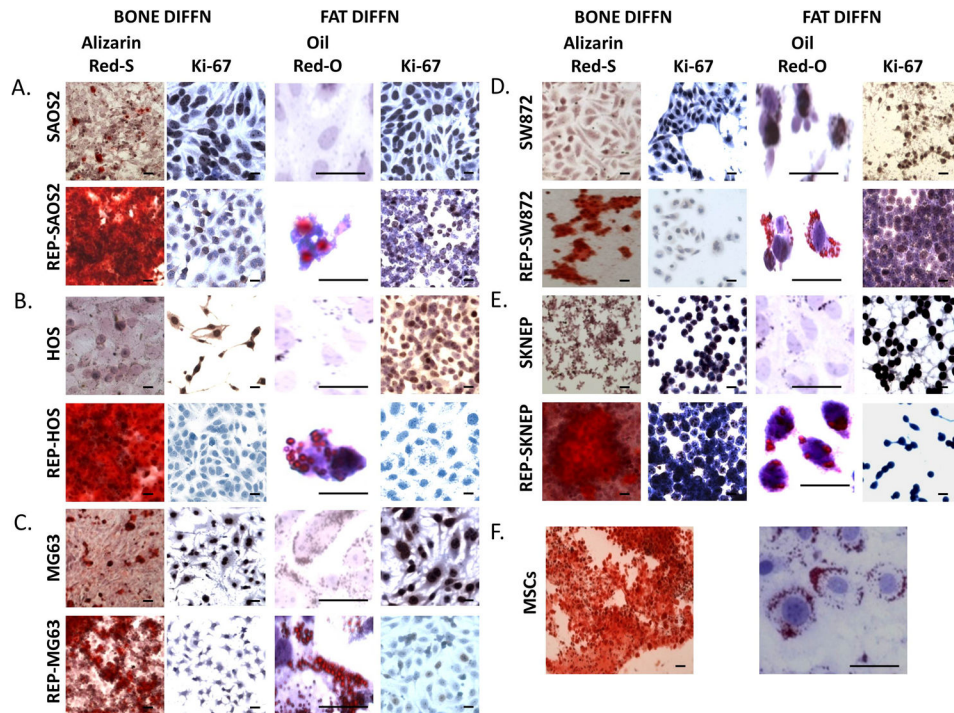 BONE DIFFN FAT DIFFN BONE DIFFN FAT DIFFN
Alizarin Oil Alizarin Oil
Red-S Ki-67 Red-O Ki-67 Red-S Ki-67 Red-O Ki-67
A. SAOS2
REP-SAOS2
B. HOS
REP-HOS
C. MG63
REP-MG63
D. SW872
REP-SW872
E. SKNEP
REP-SKNEP
F. MSCs